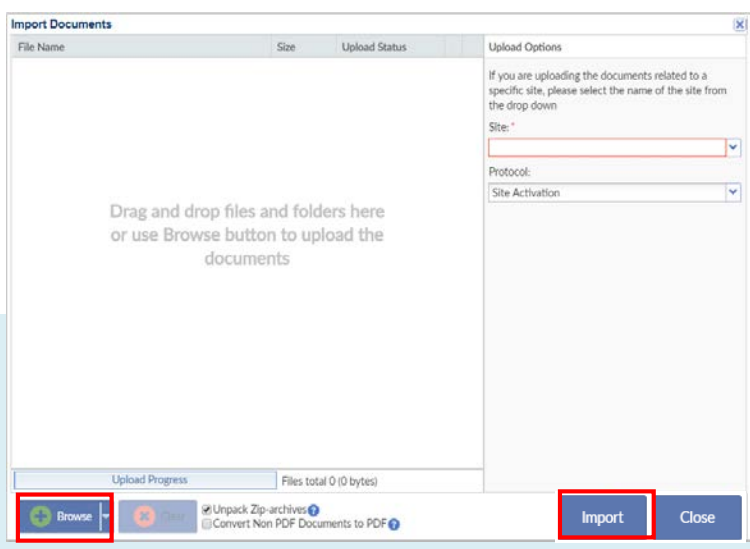 Import Documents
File Name Size Upload Status
Upload Options
If you are uploading the documents related to a
specific site, please select the name of the site from
the drop down
Site: *
Protocol:
Site Activation
Drag and drop files and folders here
or use Browse button to upload the
documents
Upload Progress Files total 0 (0 bytes)
Browse Clear
Unpack Zip-archives
Convert Non PDF Documents to PDF
Import Close